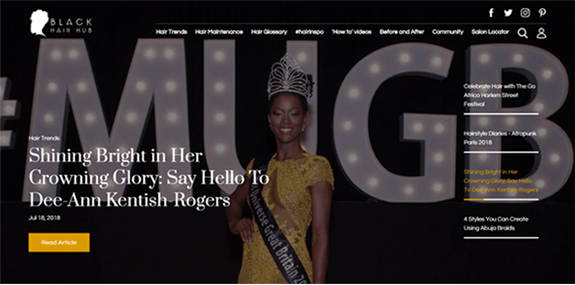 BLACK
HAIR HUB
Hair Trends Hair Maintenance Hair Glossary #hairinspo 'How to' videos Before and After Community Salon Locator
#MUGB
Hair Trends
Shining Bright in Her
Crowning Glory: Say Hello To
Dee-Ann Kentish-Rogers
Jul 18, 2018
Read Article
Universe Great Britain
Celebrate Hair with The Go
Africa Harlem Street
Festival
Hairstyle Diaries - Afropunk
Paris 2018
Shining Bright in Her
Crowning Glory: Say Hello
To Dee-Ann Kentish-Rogers
4 Styles You Can Create
Using Abuja Braids